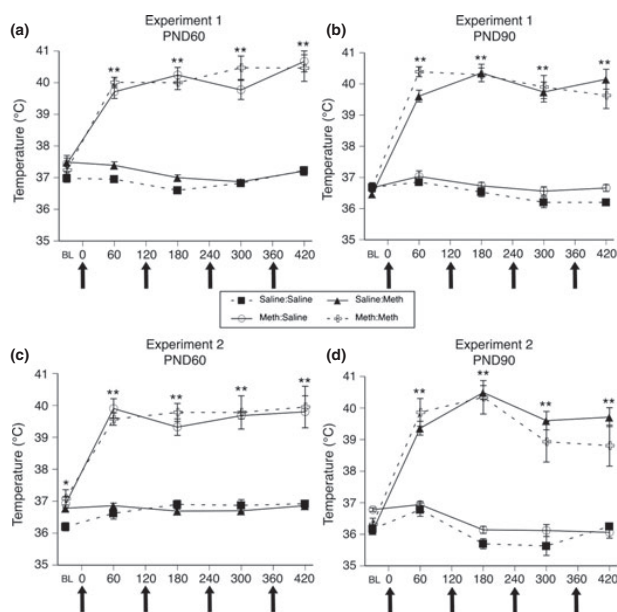 (a) Experiment 1
PND60
41
40
39
38
37
36
35
Temperature (°C)
** ** ** **
BL 0 60 120 180 240 300 360 420
(b) Experiment 1
PND90
41
40
39
38
37
36
35
Temperature (°C)
** ** ** **
BL 0 60 120 180 240 300 360 420
Saline:Saline Saline:Meth
Meth:Saline Meth:Meth
(c) Experiment 2
PND60
41
40
39
38
37
36
35
Temperature (°C)
* ** ** ** **
BL 0 60 120 180 240 300 360 420
(d) Experiment 2
PND90
41
40
39
38
37
36
35
Temperature (°C)
** ** ** **
BL 0 60 120 180 240 300 360 420